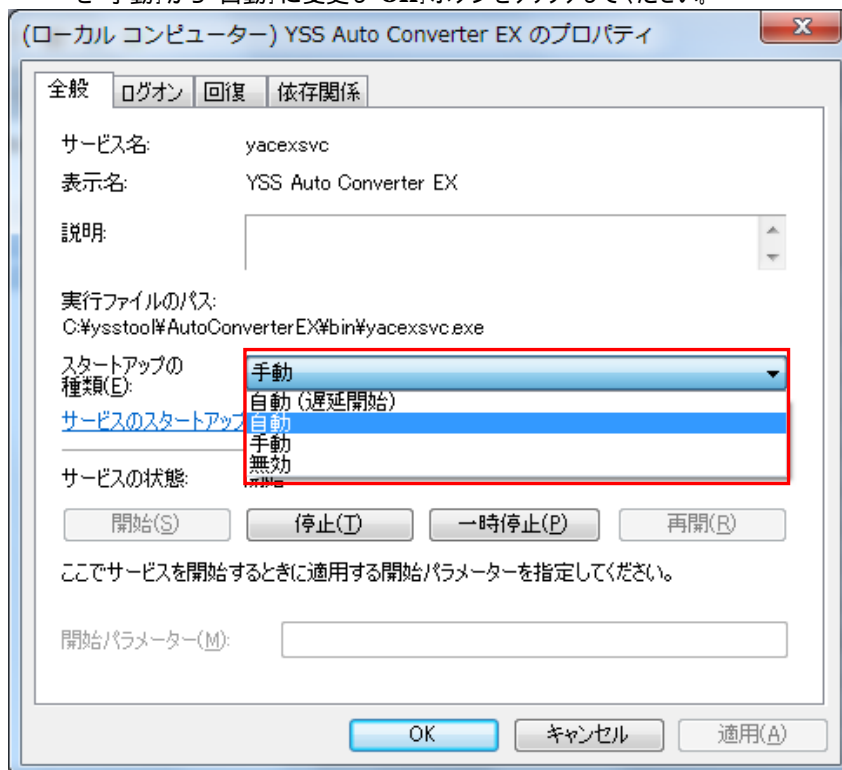 (ローカル コンピューター) YSS Auto Converter EX のプロパティ
全般 ログオン 回復 依存関係
サービス名: yacexsvc
表示名: YSS Auto Converter EX
説明:
実行ファイルのパス:
C:¥ysstool¥AutoConverterEX¥bin¥yacexsvc.exe
スタートアップの
種類(E): 手動
自動 (遅延開始)
サービスのスタートアップ 自動
手動
無効
サービスの状態:
開始(S) 停止(T) 一時停止(P) 再開(R)
ここでサービスを開始するときに適用する開始パラメーターを指定してください。
開始パラメーター(M):
OK キャンセル 適用(A)